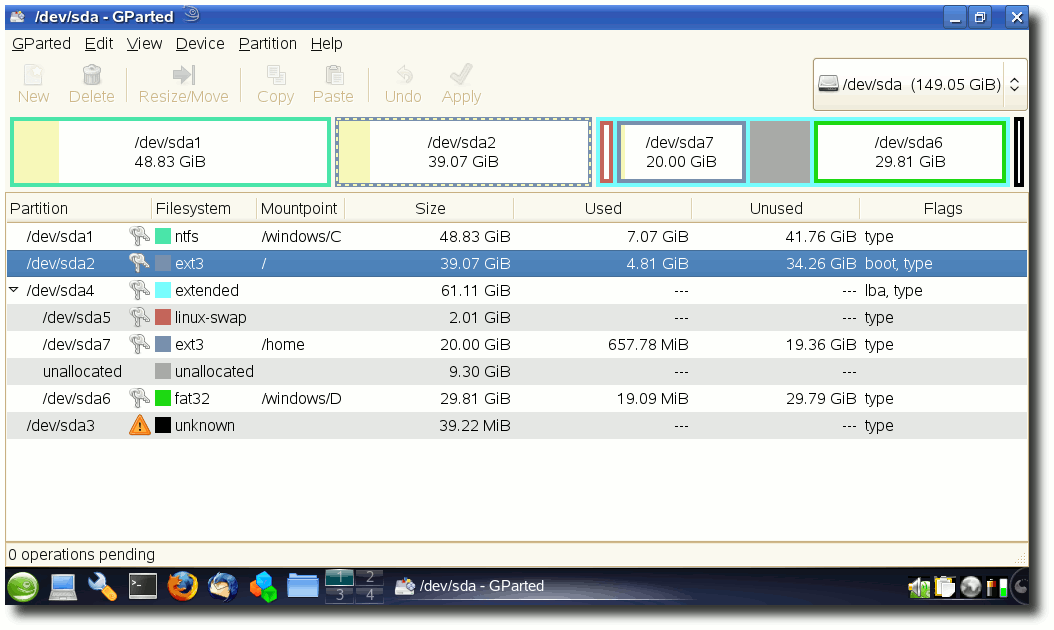 /dev/sda - GParted
GParted Edit View Device Partition Help
New Delete Resize/Move Copy Paste Undo Apply /dev/sda (149.05 GiB)
/dev/sda1 /dev/sda2 /dev/sda7 /dev/sda6
48.83 GiB 39.07 GiB 20.00 GiB 29.81 GiB
Partition Filesystem Mountpoint Size Used Unused Flags
/dev/sda1 ntfs /windows/C 48.83 GiB 7.07 GiB 41.76 GiB type
/dev/sda2 ext3 / 39.07 GiB 4.81 GiB 34.26 GiB boot, type
/dev/sda4 extended 61.11 GiB --- --- lba, type
/dev/sda5 linux-swap 2.01 GiB --- --- type
/dev/sda7 ext3 /home 20.00 GiB 657.78 MiB 19.36 GiB type
unallocated unallocated 9.30 GiB --- ---
/dev/sda6 fat32 /windows/D 29.81 GiB 19.09 MiB 29.79 GiB type
/dev/sda3 unknown 39.22 MiB --- --- type
0 operations pending
1 2
/dev/sda - GParted
3 4